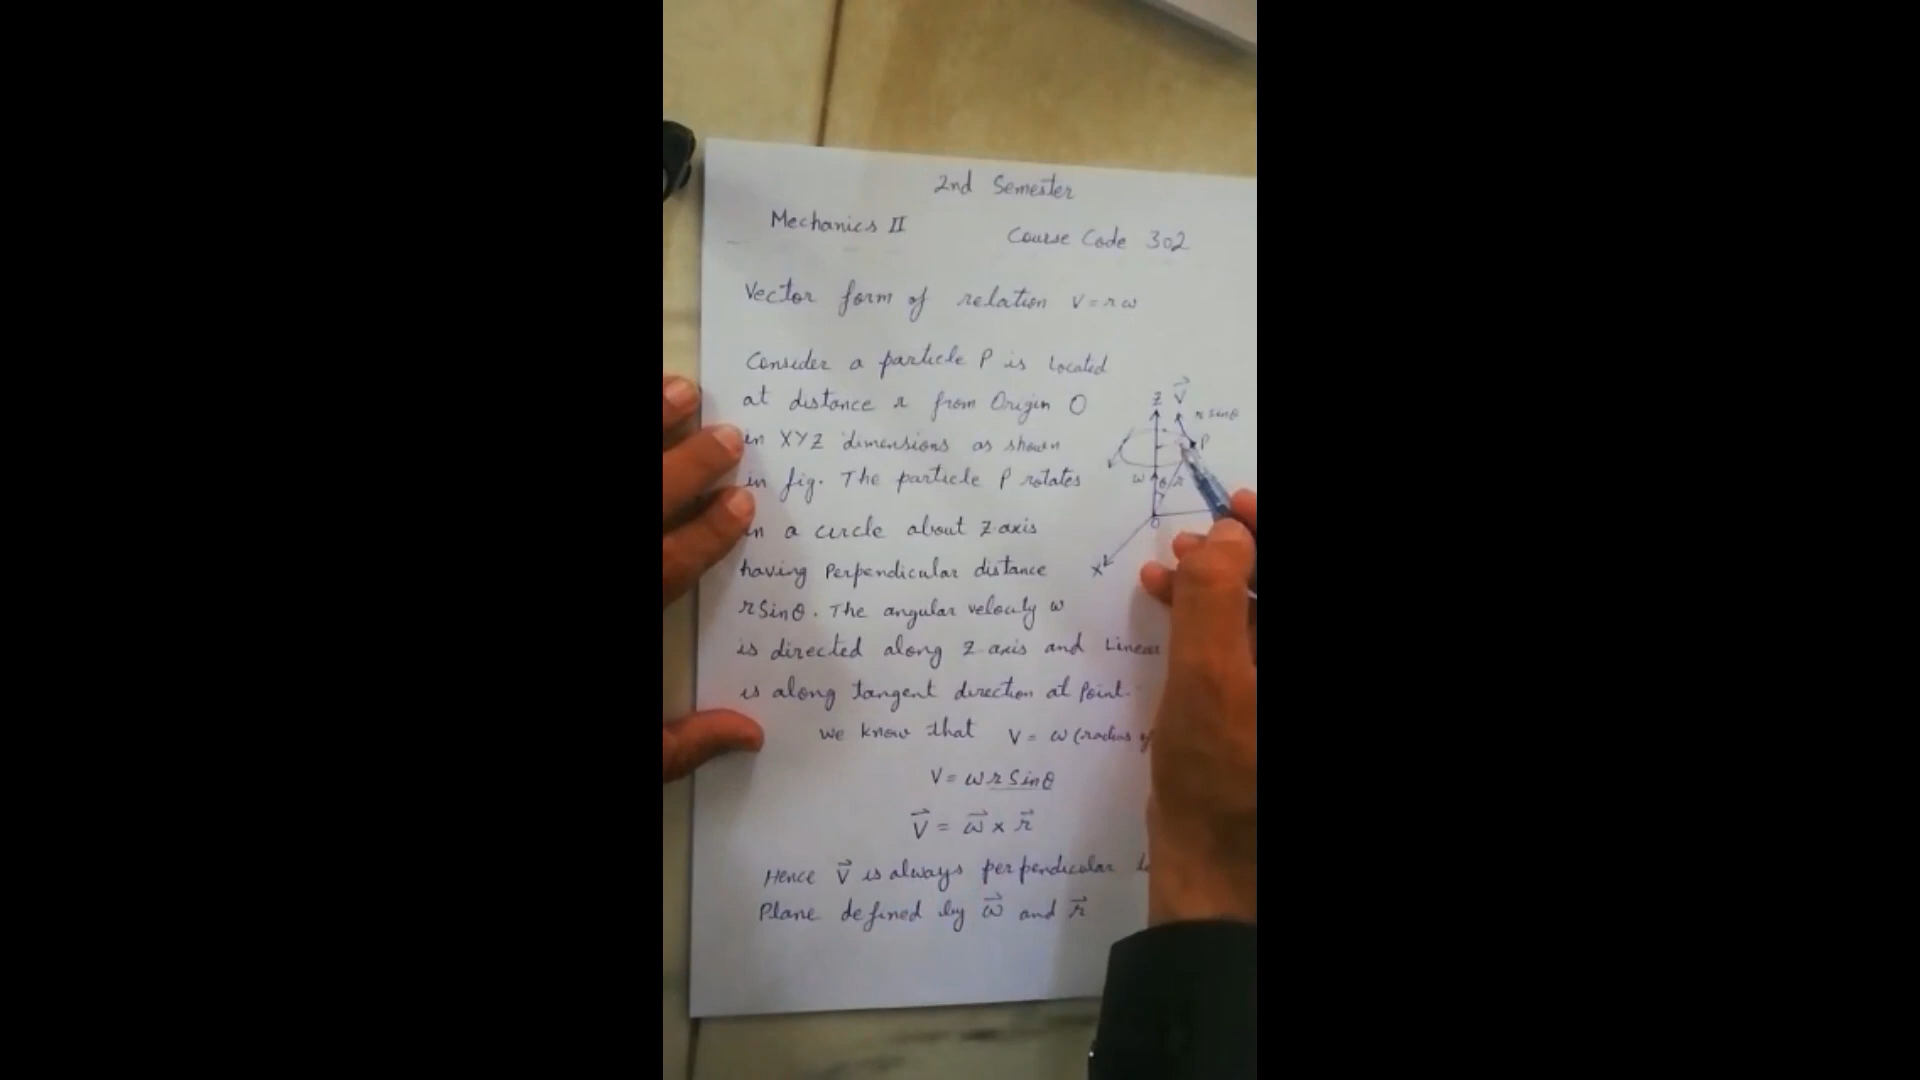 2nd Semester
Mechanics II
Course Code 302
Vector form of relation V = r ω
Consider a particle P is located
at distance r from Origin O
in XYZ dimensions as shown
in fig. The particle P rotates
in a circle about Z axis
having Perpendicular distance
r Sinθ. The angular velocity ω
is directed along Z axis and Linear
is along tangent direction at Point.
we know that V = ω (radius of
V = ω r Sinθ
V⃗ = ω⃗ × r⃗
Hence V⃗ is always perpendicular to
Plane defined by ω⃗ and r⃗
Z V⃗
r sinθ
P
ω θ r
O
X